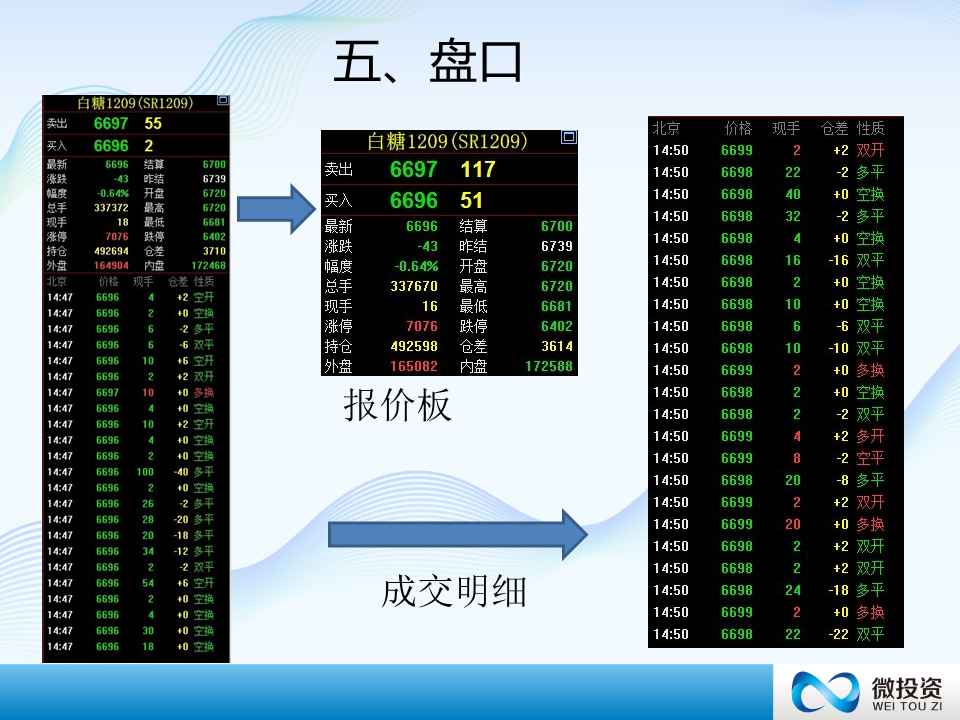 五、盘口
白糖1209(SR1209)
卖出 6697 55
买入 6696 2
最新 6696 结算 6700
涨跌 -43 昨结 6739
幅度 -0.64% 开盘 6720
总手 337372 最高 6720
现手 18 最低 6681
涨停 7076 跌停 6402
持仓 492694 仓差 3710
外盘 164904 内盘 172468
北京 价格 现手 仓差 性质
14:47 6696 4 +2 空开
14:47 6696 2 +0 空换
14:47 6696 6 -2 多平
14:47 6696 6 -6 双平
14:47 6696 10 +6 空开
14:47 6696 2 +2 双开
14:47 6697 10 +0 多换
14:47 6696 4 +0 空换
14:47 6696 10 +2 空开
14:47 6696 4 +0 空换
14:47 6696 2 +0 空换
14:47 6696 100 -40 多平
14:47 6696 2 +0 空换
14:47 6696 26 -2 多平
14:47 6696 28 -20 多平
14:47 6696 20 -18 多平
14:47 6696 34 -12 多平
14:47 6696 2 -2 双平
14:47 6696 54 +6 空开
14:47 6696 2 +0 空换
14:47 6696 4 +0 空换
14:47 6696 30 +0 空换
14:47 6696 18 +0 空换
白糖1209(SR1209)
卖出 6697 117
买入 6696 51
最新 6696 结算 6700
涨跌 -43 昨结 6739
幅度 -0.64% 开盘 6720
总手 337670 最高 6720
现手 16 最低 6681
涨停 7076 跌停 6402
持仓 492598 仓差 3614
外盘 165082 内盘 172588
报价板
成交明细
北京 价格 现手 仓差 性质
14:50 6699 2 +2 双开
14:50 6698 22 -2 多平
14:50 6698 40 +0 空换
14:50 6698 32 -2 多平
14:50 6698 4 +0 空换
14:50 6698 16 -16 双平
14:50 6698 2 +0 空换
14:50 6698 10 +0 空换
14:50 6698 6 -6 双平
14:50 6698 10 -10 双平
14:50 6699 2 +0 多换
14:50 6698 2 +0 空换
14:50 6698 2 -2 双平
14:50 6699 4 +2 多开
14:50 6699 8 -2 空平
14:50 6698 20 -8 多平
14:50 6699 2 +2 双开
14:50 6699 20 +0 多换
14:50 6698 2 +2 双开
14:50 6698 2 +2 双开
14:50 6698 24 -18 多平
14:50 6699 2 +0 多换
14:50 6698 22 -22 双平
微投资
WEI TOU ZI